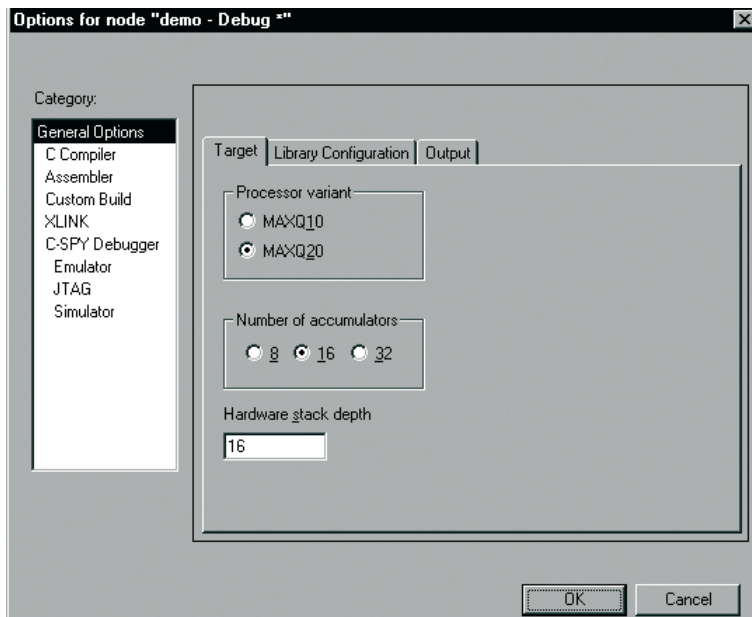 Options for node "demo - Debug *"
Category:
General Options
C Compiler
Assembler
Custom Build
XLINK
C-SPY Debugger
Emulator
JTAG
Simulator
Target
Library Configuration
Output
Processor variant
MAXQ10
MAXQ20
Number of accumulators
8 16 32
Hardware stack depth
16
OK
Cancel